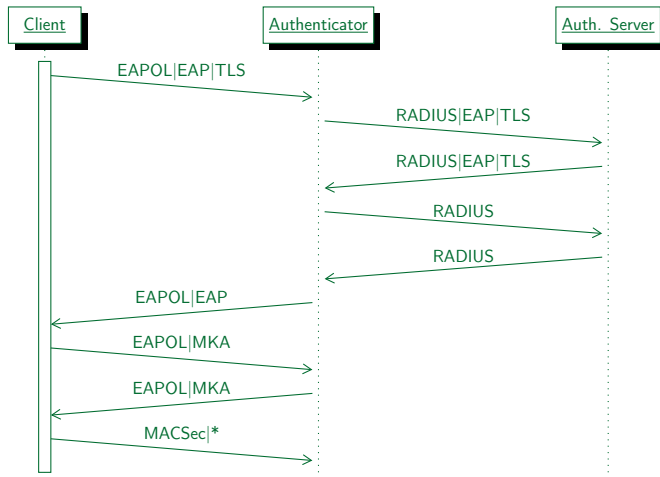 Client Authenticator Auth. Server
EAPOL|EAP|TLS
RADIUS|EAP|TLS
RADIUS|EAP|TLS
RADIUS
RADIUS
EAPOL|EAP
EAPOL|MKA
EAPOL|MKA
MACSec|*